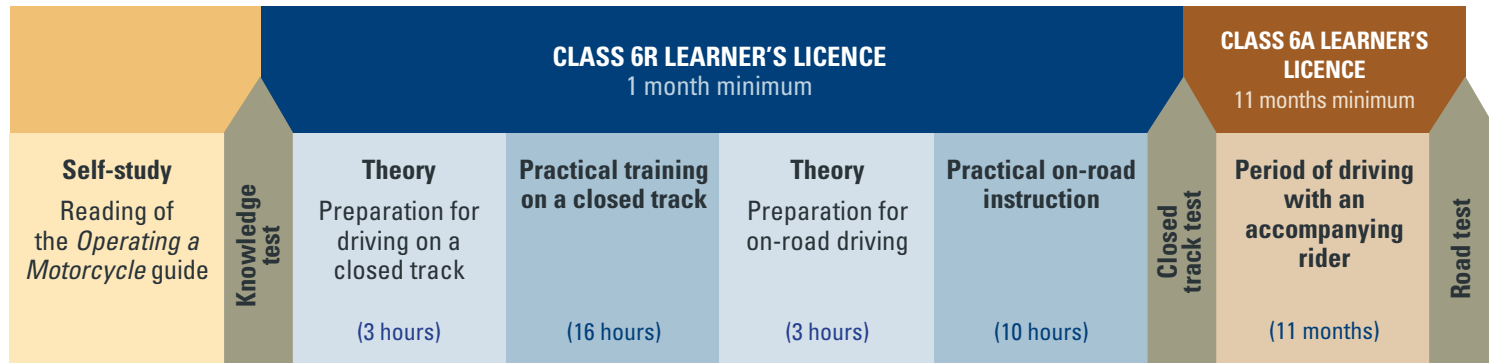 CLASS 6R LEARNER'S LICENCE
1 month minimum
CLASS 6A LEARNER'S
LICENCE
11 months minimum
Self-study
Reading of
the Operating a
Motorcycle guide
Knowledge
test
Theory
Preparation for
driving on a
closed track
(3 hours)
Practical training
on a closed track
(16 hours)
Theory
Preparation for
on-road driving
(3 hours)
Practical on-road
instruction
(10 hours)
Closed
track test
Period of driving
with an
accompanying
rider
(11 months)
Road test